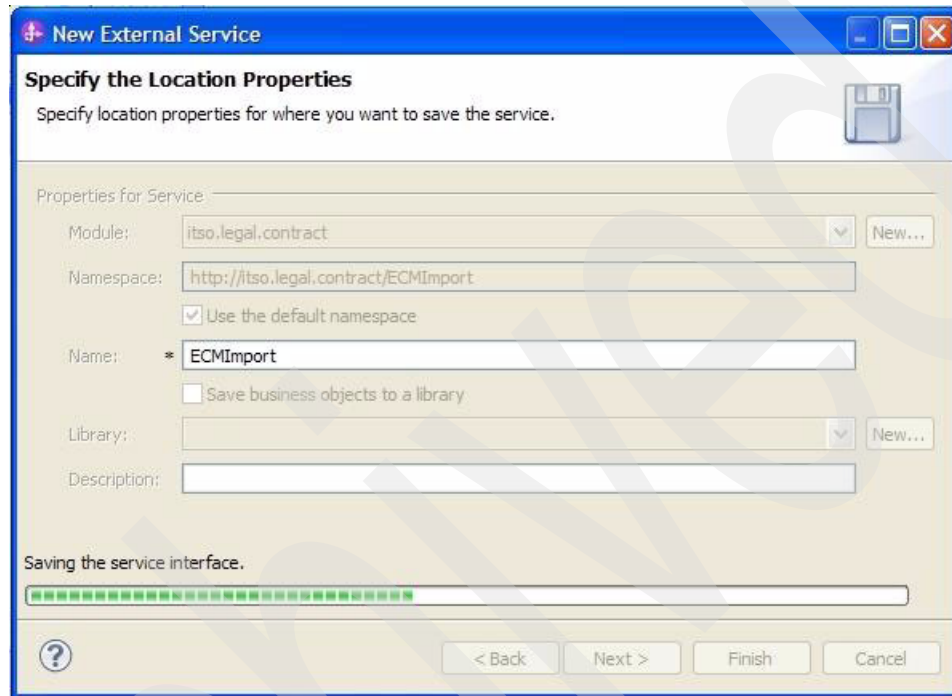 New External Service
Specify the Location Properties
Specify location properties for where you want to save the service.
Properties for Service
Module: itso.legal.contract New...
Namespace: http://itso.legal.contract/ECMImport
Use the default namespace
Name: * ECMImport
Save business objects to a library
Library: New...
Description:
Saving the service interface.
? < Back Next > Finish Cancel